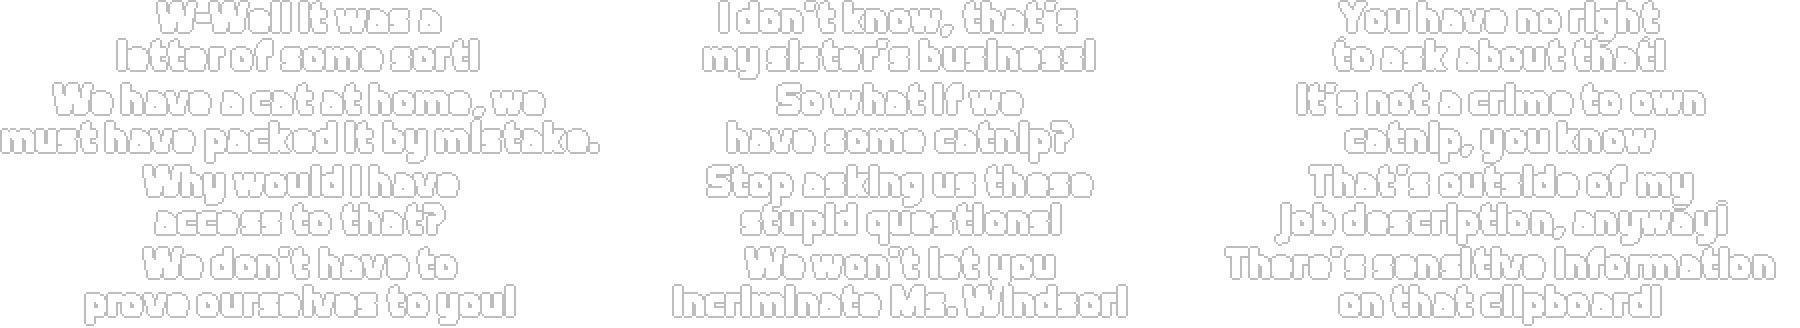 W-Well it was a
letter of some sort!
We have a cat at home, we
must have packed it by mistake.
Why would I have
access to that?
We don't have to
prove ourselves to you!
I don't know, that's
my sister's business!
So what if we
have some catnip?
Stop asking us these
stupid questions!
We won't let you
incriminate Ms. Windsor!
You have no right
to ask about that!
It's not a crime to own
catnip, you know
That's outside of my
job description, anyway!
There's sensitive information
on that clipboard!